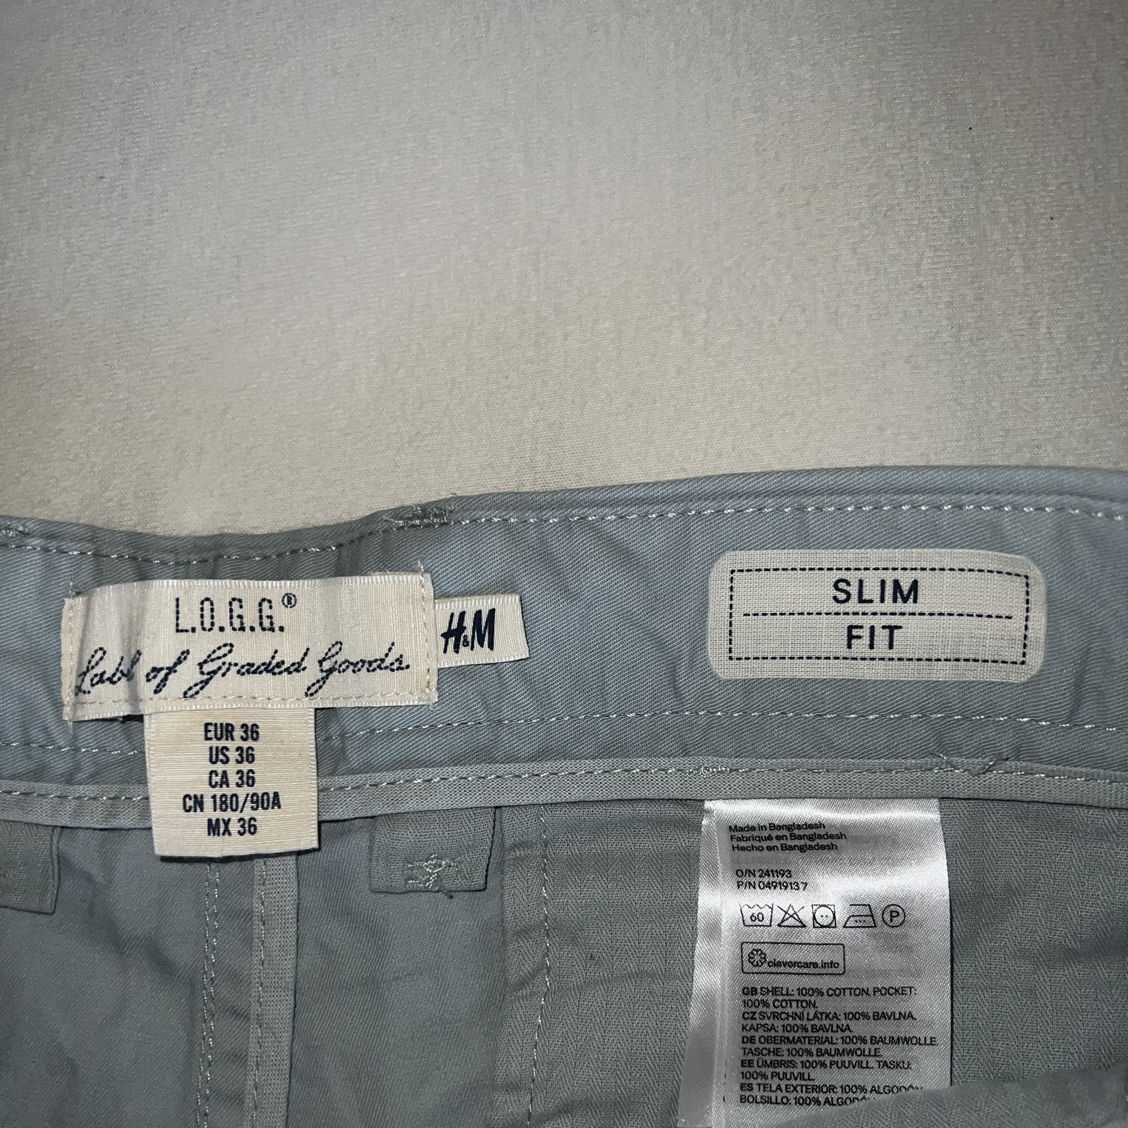 L.O.G.G.®
Label of Graded Goods
H&M
EUR 36
US 36
CA 36
CN 180/90A
MX 36
SLIM
FIT
Made in Bangladesh
Fabriqué en Bangladesh
Hecho en Bangladesh
O/N 241193
P/N 04919137
60
P
clevercare.info
GB SHELL: 100% COTTON. POCKET:
100% COTTON.
CZ SVRCHNÍ LÁTKA: 100% BAVLNA.
KAPSA: 100% BAVLNA.
DE OBERMATERIAL: 100% BAUMWOLLE.
TASCHE: 100% BAUMWOLLE.
EE ÜMBRIS: 100% PUUVILL. TASKU:
100% PUUVILL.
ES TELA EXTERIOR: 100% ALGODÓN.
BOLSILLO: 100%